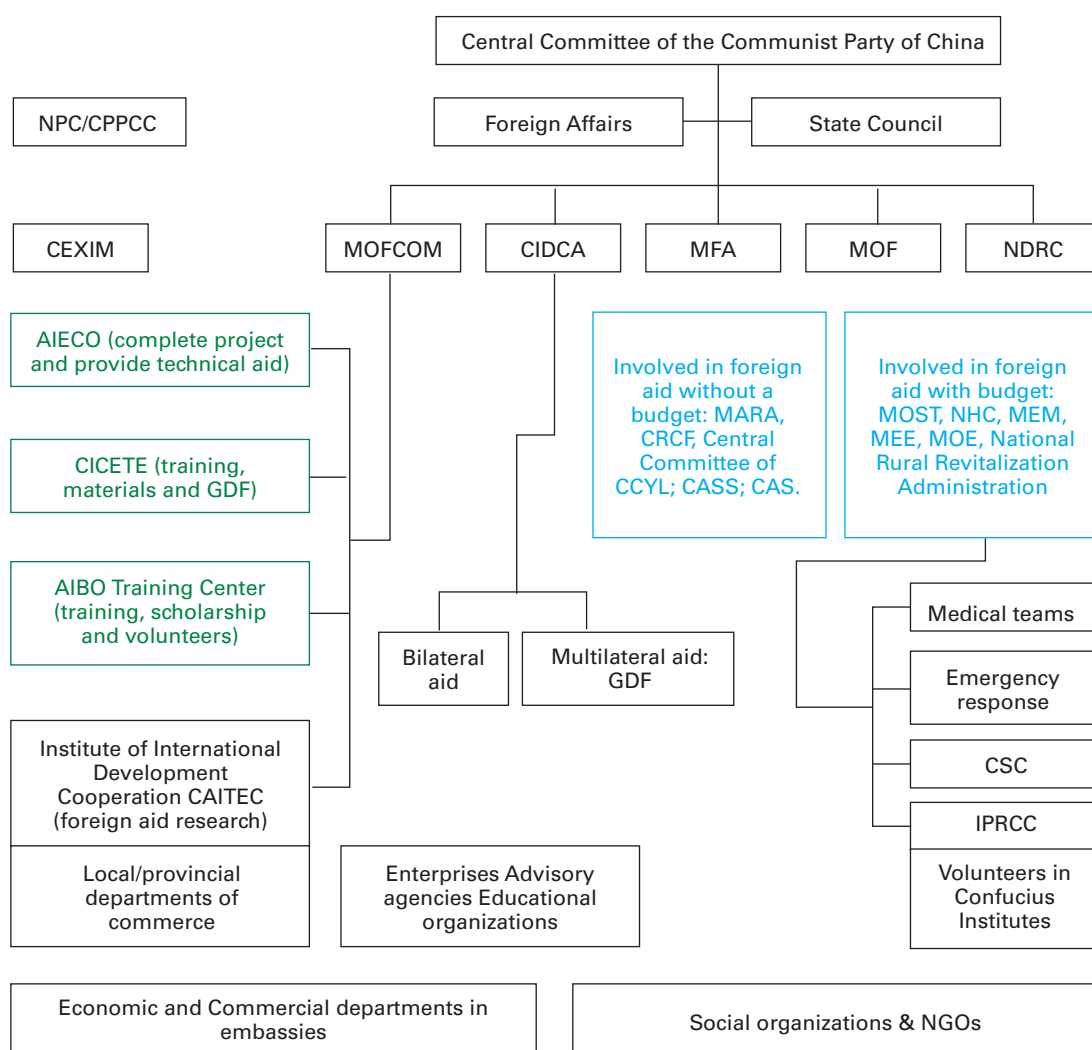 Central Committee of the Communist Party of China
NPC/CPPCC
Foreign Affairs
State Council
CEXIM
MOFCOM
CIDCA
MFA
MOF
NDRC
AIECO (complete project
and provide technical aid)
CICETE (training,
materials and GDF)
AIBO Training Center
(training, scholarship
and volunteers)
Institute of International
Development
Cooperation CAITEC
(foreign aid research)
Local/provincial
departments of
commerce
Bilateral
aid
Multilateral aid:
GDF
Involved in foreign
aid without a
budget: MARA,
CRCF, Central
Committee of
CCYL; CASS; CAS.
Involved in foreign
aid with budget:
MOST, NHC, MEM,
MEE, MOE, National
Rural Revitalization
Administration
Medical teams
Emergency
response
CSC
IPRCC
Volunteers in
Confucius
Institutes
Enterprises Advisory
agencies Educational
organizations
Economic and Commercial departments in
embassies
Social organizations & NGOs